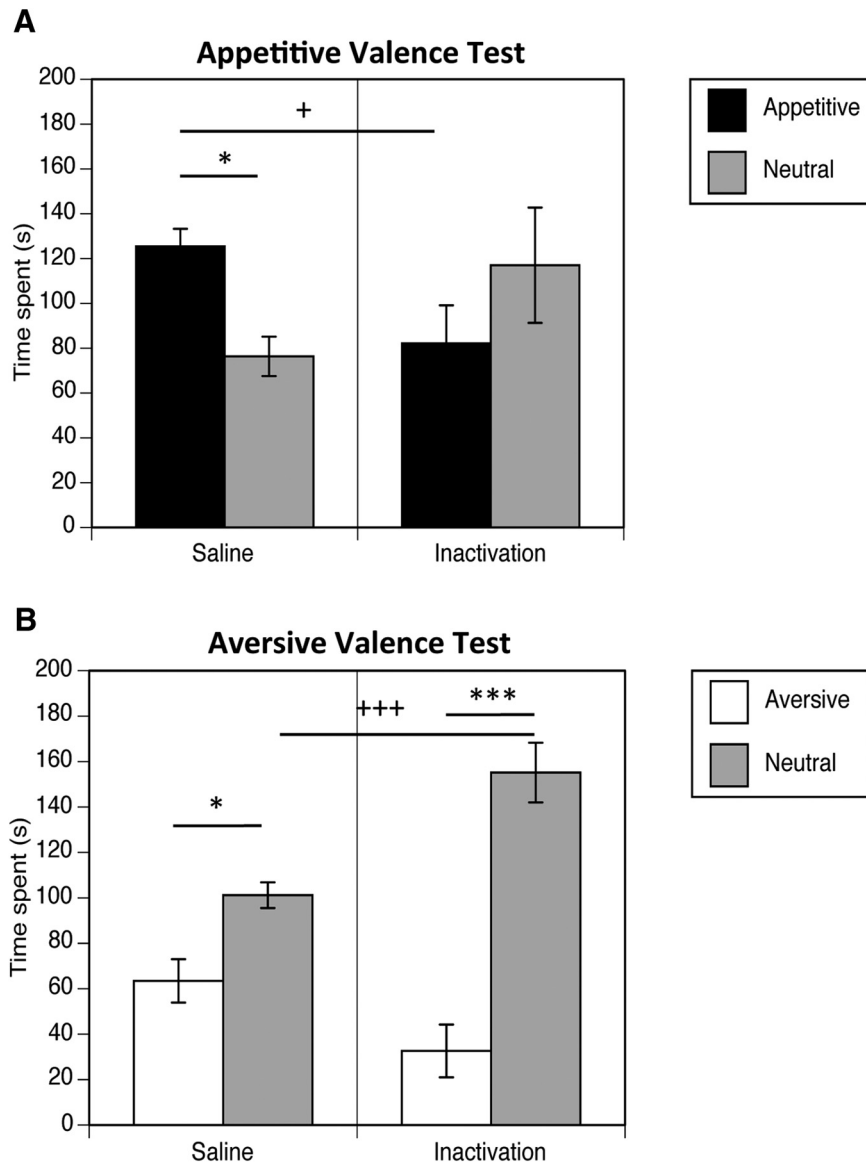 A
Appetitive Valence Test
Time spent (s)
200
180
160
140
120
100
80
60
40
20
0
+
*
Saline
Inactivation
Appetitive
Neutral
B
Aversive Valence Test
Time spent (s)
200
180
160
140
120
100
80
60
40
20
0
*
+++
***
Saline
Inactivation
Aversive
Neutral